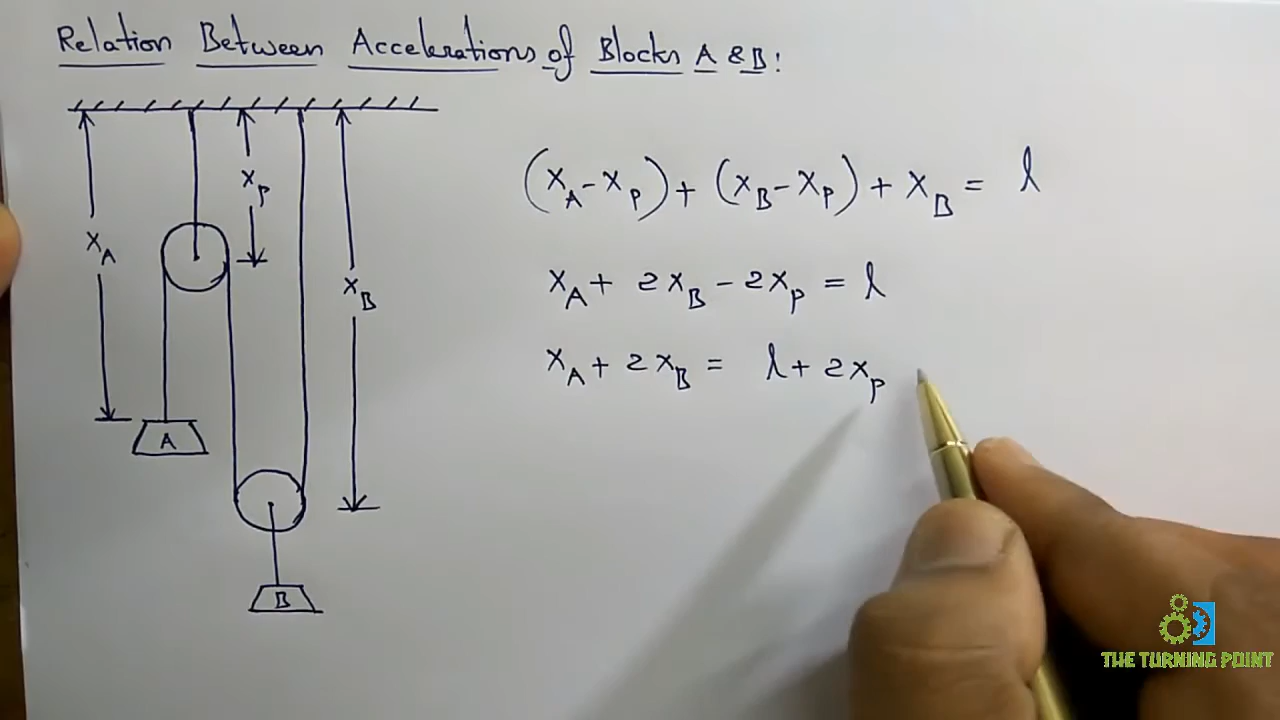 Relation Between Accelerations of Blocks A & B:
x_P
x_A
x_B
A
B
(x_A - x_P) + (x_B - x_P) + x_B = l
x_A + 2x_B - 2x_P = l
x_A + 2x_B = l + 2x_P
THE TURNING POINT